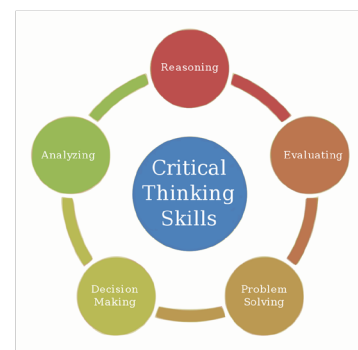 Reasoning
Evaluating
Problem
Solving
Decision
Making
Analyzing
Critical
Thinking
Skills